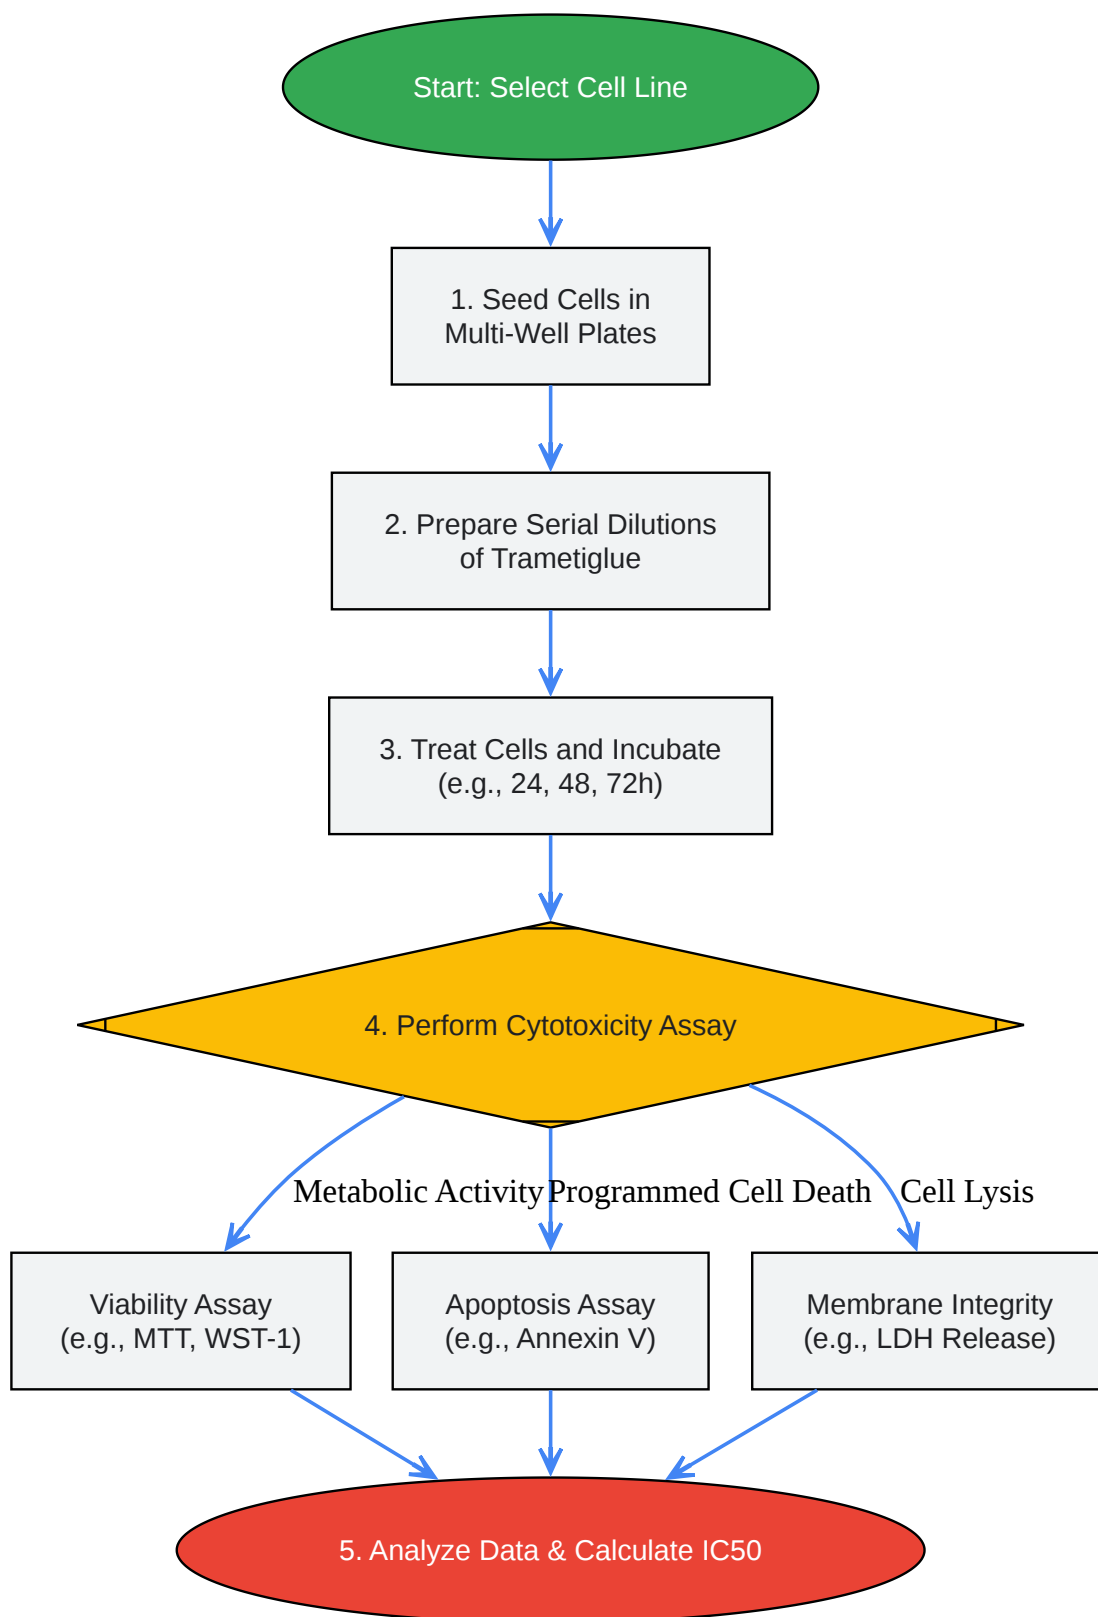 Start: Select Cell Line
1. Seed Cells in
Multi-Well Plates
2. Prepare Serial Dilutions
of Trametiglue
3. Treat Cells and Incubate
(e.g., 24, 48, 72h)
4. Perform Cytotoxicity Assay
Metabolic Activity
Programmed Cell Death
Cell Lysis
Viability Assay
(e.g., MTT, WST-1)
Apoptosis Assay
(e.g., Annexin V)
Membrane Integrity
(e.g., LDH Release)
5. Analyze Data & Calculate IC50